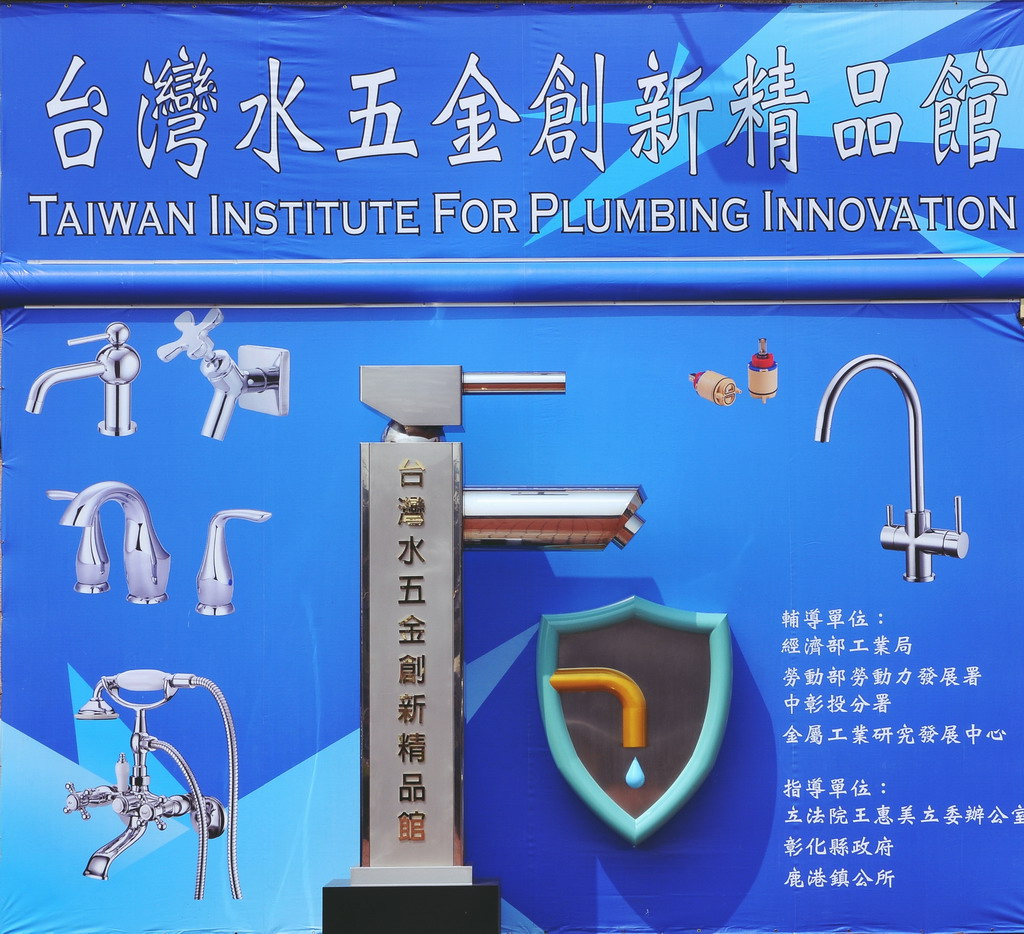 台灣水五金創新精品館
TAIWAN INSTITUTE FOR PLUMBING INNOVATION
台灣水五金創新精品館
輔導單位：
經濟部工業局
勞動部勞動力發展署
中彰投分署
金屬工業研究發展中心
指導單位：
立法院王惠美立委辦公室
彰化縣政府
鹿港鎮公所